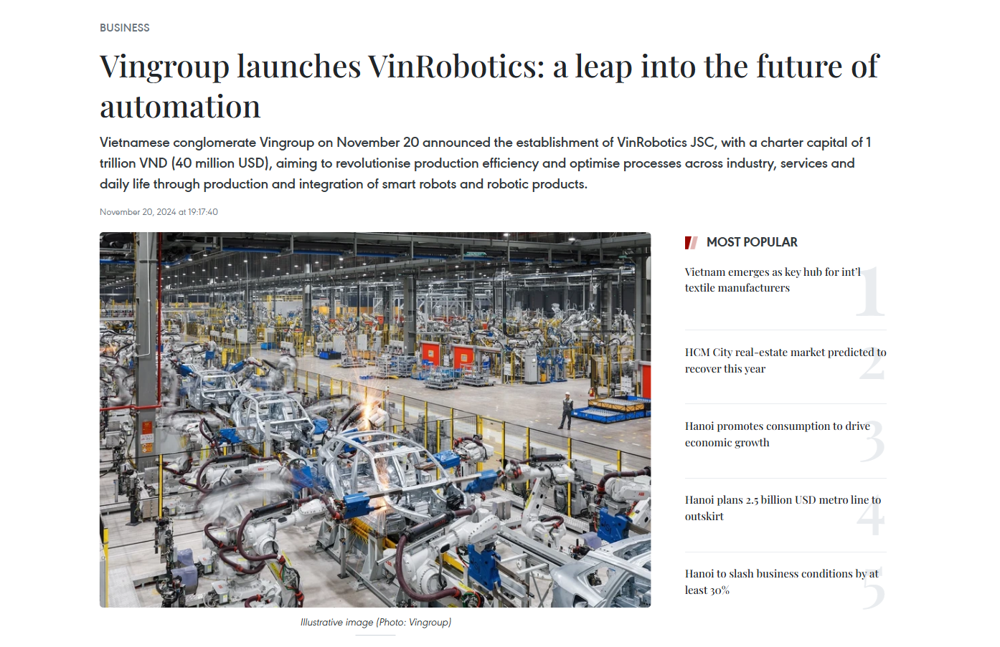 BUSINESS
Vingroup launches VinRobotics: a leap into the future of
automation
Vietnamese conglomerate Vingroup on November 20 announced the establishment of VinRobotics JSC, with a charter capital of 1
trillion VND (40 million USD), aiming to revolutionise production efficiency and optimise processes across industry, services and
daily life through production and integration of smart robots and robotic products.
November 20, 2024 at 19:17:40
Illustrative image (Photo: Vingroup)
MOST POPULAR
Vietnam emerges as key hub for int'l
textile manufacturers
1
HCM City real-estate market predicted to
recover this year
2
Hanoi promotes consumption to drive
economic growth
3
Hanoi plans 2.5 billion USD metro line to
outskirt
4
Hanoi to slash business conditions by at
least 30%
5